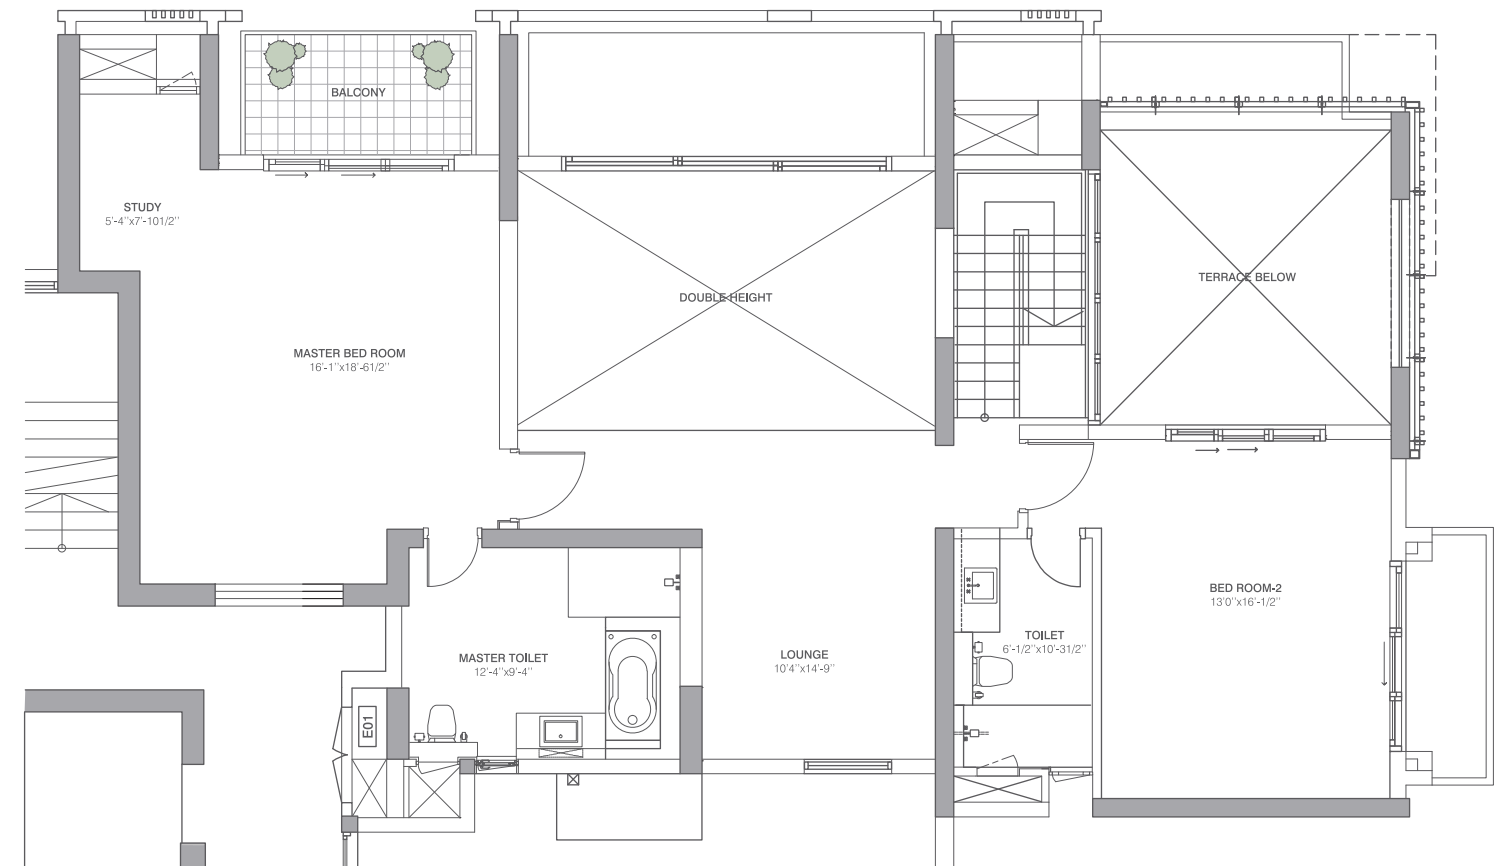 BALCONY
STUDY
5'-4''x7'-101/2''
DOUBLE HEIGHT
TERRACE BELOW
MASTER BED ROOM
16'-1''x18'-61/2''
BED ROOM-2
13'0''x16'-1/2''
TOILET
6'-1/2''x10'-31/2''
LOUNGE
10'4''x14'-9''
MASTER TOILET
12'-4''x9'-4''
E01